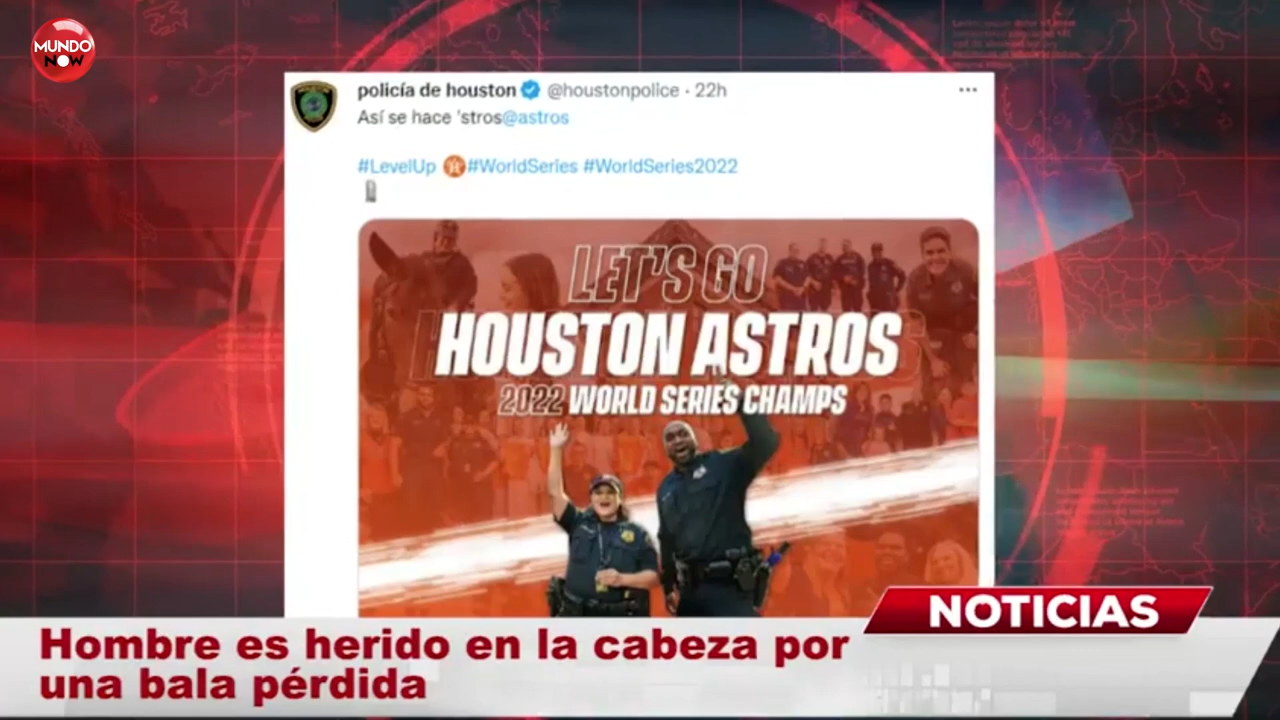 MUNDO
NOW
policía de houston @houstonpolice · 22h
Así se hace 'stros@astros
#LevelUp #WorldSeries #WorldSeries2022
LET'S GO
HOUSTON ASTROS
2022 WORLD SERIES CHAMPS
NOTICIAS
Hombre es herido en la cabeza por
una bala pérdida